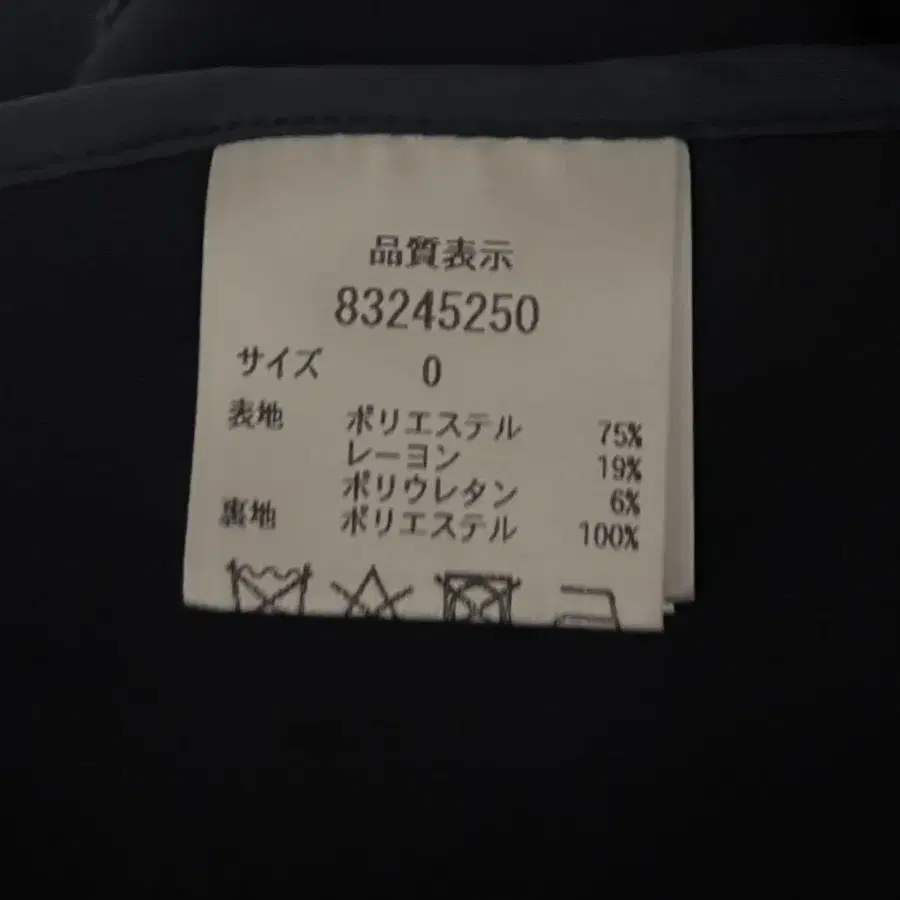 品質表示
83245250
サイズ 0
表地 ポリエステル 75%
レーヨン 19%
ポリウレタン 6%
裏地 ポリエステル 100%